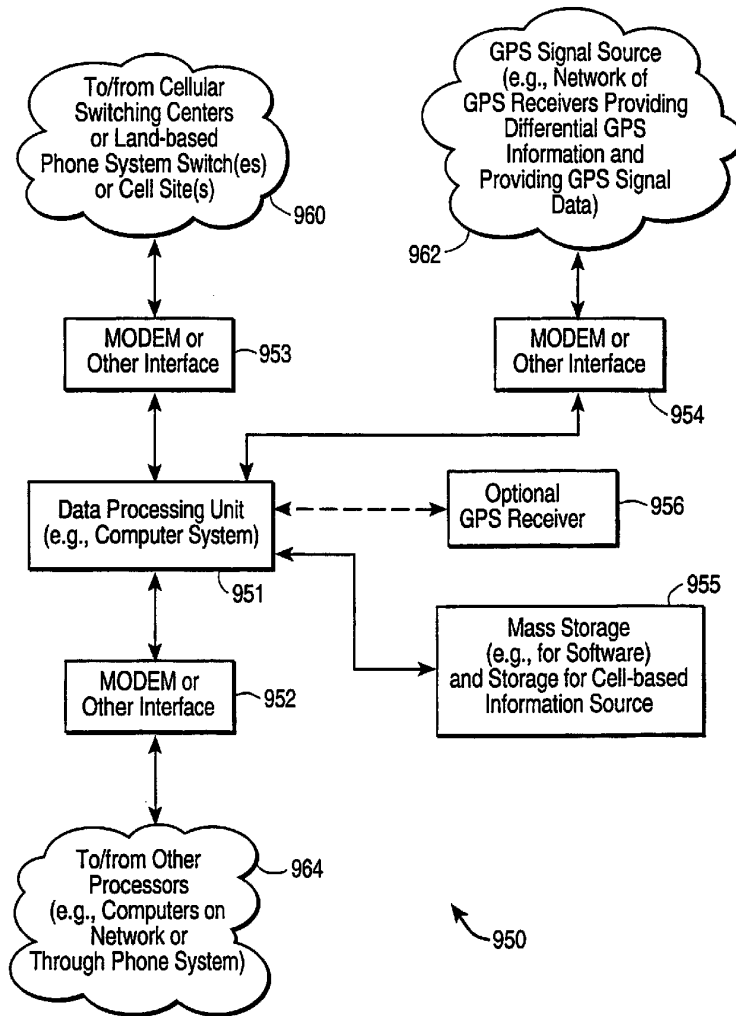 To/from Cellular
Switching Centers
or Land-based
Phone System Switch(es)
or Cell Site(s)
960
GPS Signal Source
(e.g., Network of
GPS Receivers Providing
Differential GPS
Information and
Providing GPS Signal
Data)
962
MODEM or
Other Interface
953
MODEM or
Other Interface
954
Data Processing Unit
(e.g., Computer System)
951
Optional
GPS Receiver
956
955
Mass Storage
(e.g., for Software)
and Storage for Cell-based
Information Source
MODEM or
Other Interface
952
To/from Other
Processors
(e.g., Computers on
Network or
Through Phone System)
964
950